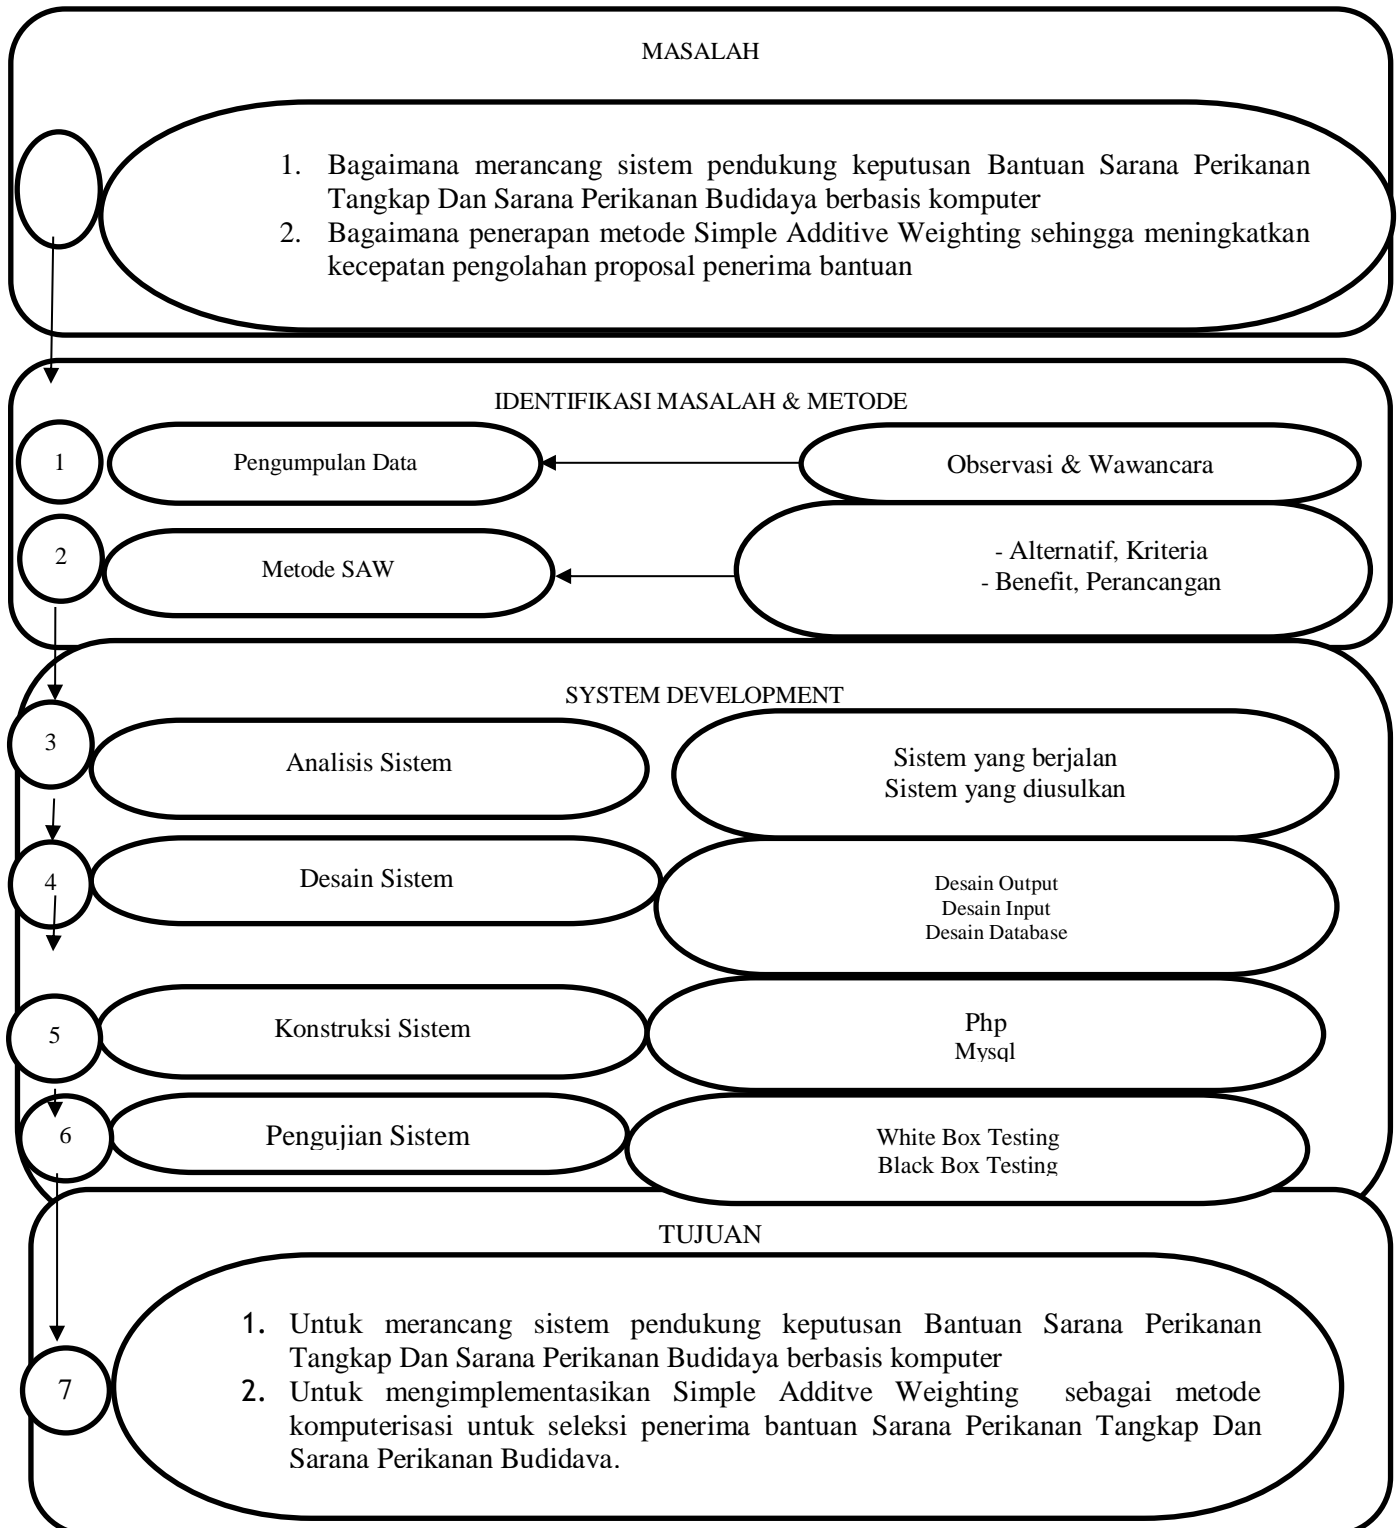 MASALAH
1. Bagaimana merancang sistem pendukung keputusan Bantuan Sarana Perikanan
Tangkap Dan Sarana Perikanan Budidaya berbasis komputer
2. Bagaimana penerapan metode Simple Additive Weighting sehingga meningkatkan
kecepatan pengolahan proposal penerima bantuan
IDENTIFIKASI MASALAH & METODE
1
Pengumpulan Data
Observasi & Wawancara
2
Metode SAW
- Alternatif, Kriteria
- Benefit, Perancangan
SYSTEM DEVELOPMENT
3
Analisis Sistem
Sistem yang berjalan
Sistem yang diusulkan
4
Desain Sistem
Desain Output
Desain Input
Desain Database
5
Konstruksi Sistem
Php
Mysql
6
Pengujian Sistem
White Box Testing
Black Box Testing
TUJUAN
1. Untuk merancang sistem pendukung keputusan Bantuan Sarana Perikanan
Tangkap Dan Sarana Perikanan Budidaya berbasis komputer
2. Untuk mengimplementasikan Simple Additve Weighting sebagai metode
7
komputerisasi untuk seleksi penerima bantuan Sarana Perikanan Tangkap Dan
Sarana Perikanan Budidaya.